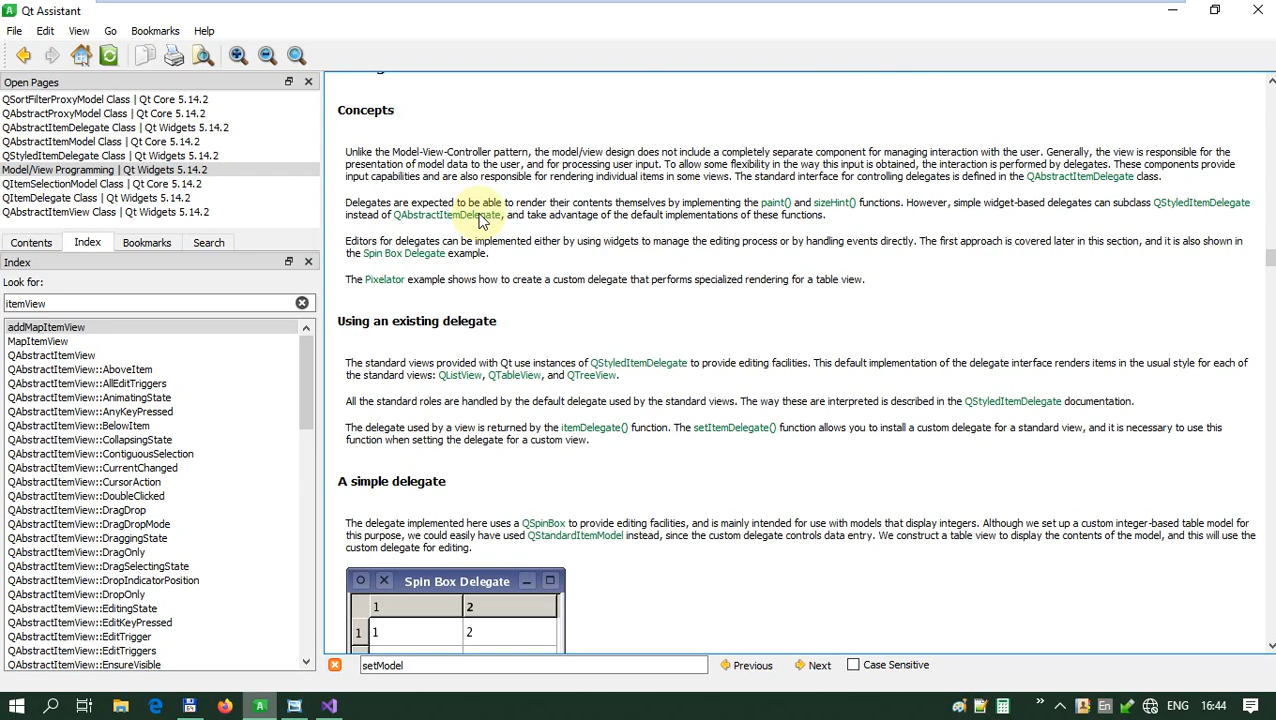 Qt Assistant
File Edit View Go Bookmarks Help
Open Pages
QSortFilterProxyModel Class | Qt Core 5.14.2
QAbstractProxyModel Class | Qt Core 5.14.2
QAbstractItemDelegate Class | Qt Widgets 5.14.2
QAbstractItemModel Class | Qt Core 5.14.2
QStyledItemDelegate Class | Qt Widgets 5.14.2
Model/View Programming | Qt Widgets 5.14.2
QItemSelectionModel Class | Qt Core 5.14.2
QItemDelegate Class | Qt Widgets 5.14.2
QAbstractItemView Class | Qt Widgets 5.14.2
Contents Index Bookmarks Search
Index
Look for:
itemView
addMapItemView
MapItemView
QAbstractItemView
QAbstractItemView::AboveItem
QAbstractItemView::AllEditTriggers
QAbstractItemView::AnimatingState
QAbstractItemView::AnyKeyPressed
QAbstractItemView::BelowItem
QAbstractItemView::CollapsingState
QAbstractItemView::ContiguousSelection
QAbstractItemView::CurrentChanged
QAbstractItemView::CursorAction
QAbstractItemView::DoubleClicked
QAbstractItemView::DragDrop
QAbstractItemView::DragDropMode
QAbstractItemView::DraggingState
QAbstractItemView::DragOnly
QAbstractItemView::DragSelectingState
QAbstractItemView::DropIndicatorPosition
QAbstractItemView::DropOnly
QAbstractItemView::EditingState
QAbstractItemView::EditKeyPressed
QAbstractItemView::EditTrigger
QAbstractItemView::EditTriggers
QAbstractItemView::EnsureVisible
Concepts
Unlike the Model-View-Controller pattern, the model/view design does not include a completely separate component for managing interaction with the user. Generally, the view is responsible for the
presentation of model data to the user, and for processing user input. To allow some flexibility in the way this input is obtained, the interaction is performed by delegates. These components provide
input capabilities and are also responsible for rendering individual items in some views. The standard interface for controlling delegates is defined in the QAbstractItemDelegate class.
Delegates are expected to be able to render their contents themselves by implementing the paint() and sizeHint() functions. However, simple widget-based delegates can subclass QStyledItemDelegate
instead of QAbstractItemDelegate, and take advantage of the default implementations of these functions.
Editors for delegates can be implemented either by using widgets to manage the editing process or by handling events directly. The first approach is covered later in this section, and it is also shown in
the Spin Box Delegate example.
The Pixelator example shows how to create a custom delegate that performs specialized rendering for a table view.
Using an existing delegate
The standard views provided with Qt use instances of QStyledItemDelegate to provide editing facilities. This default implementation of the delegate interface renders items in the usual style for each of
the standard views: QListView, QTableView, and QTreeView.
All the standard roles are handled by the default delegate used by the standard views. The way these are interpreted is described in the QStyledItemDelegate documentation.
The delegate used by a view is returned by the itemDelegate() function. The setItemDelegate() function allows you to install a custom delegate for a standard view, and it is necessary to use this
function when setting the delegate for a custom view.
A simple delegate
The delegate implemented here uses a QSpinBox to provide editing facilities, and is mainly intended for use with models that display integers. Although we set up a custom integer-based table model for
this purpose, we could easily have used QStandardItemModel instead, since the custom delegate controls data entry. We construct a table view to display the contents of the model, and this will use the
custom delegate for editing.
Spin Box Delegate
1 2
1 1 2
setModel Previous Next Case Sensitive
ENG 16:44